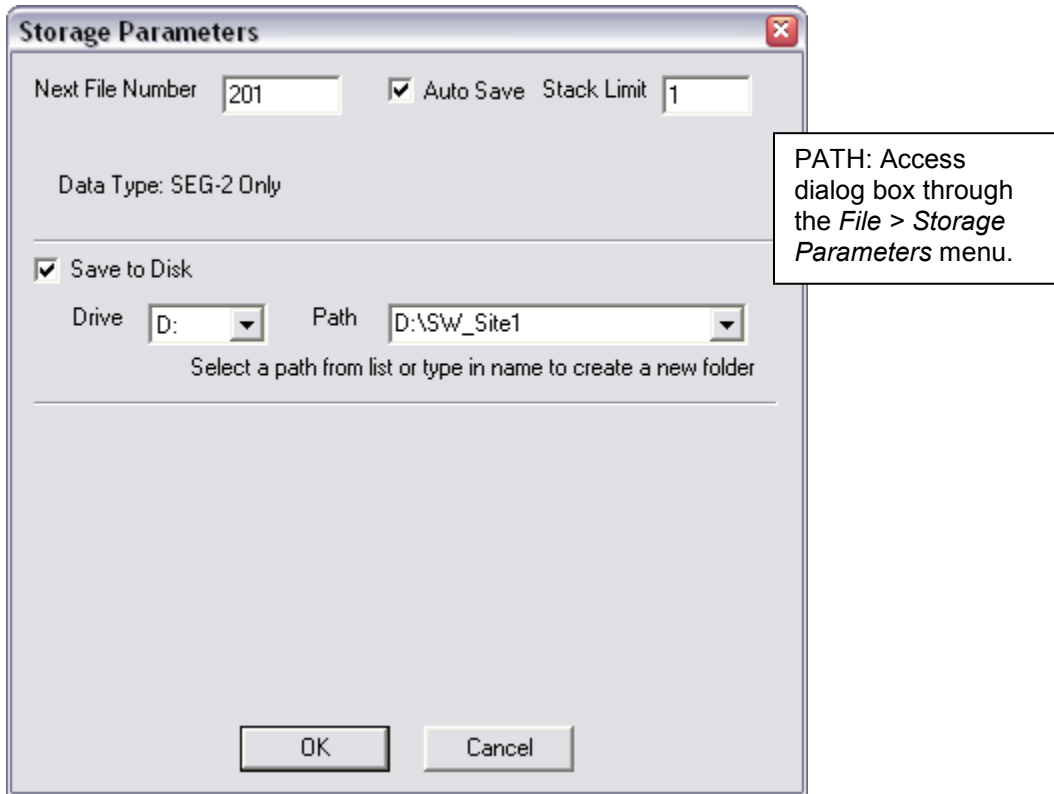 Storage Parameters
Next File Number 201 Auto Save Stack Limit 1
Data Type: SEG-2 Only
PATH: Access
dialog box through
the File > Storage
Parameters menu.
Save to Disk
Drive D: Path D:\SW_Site1
Select a path from list or type in name to create a new folder
OK Cancel